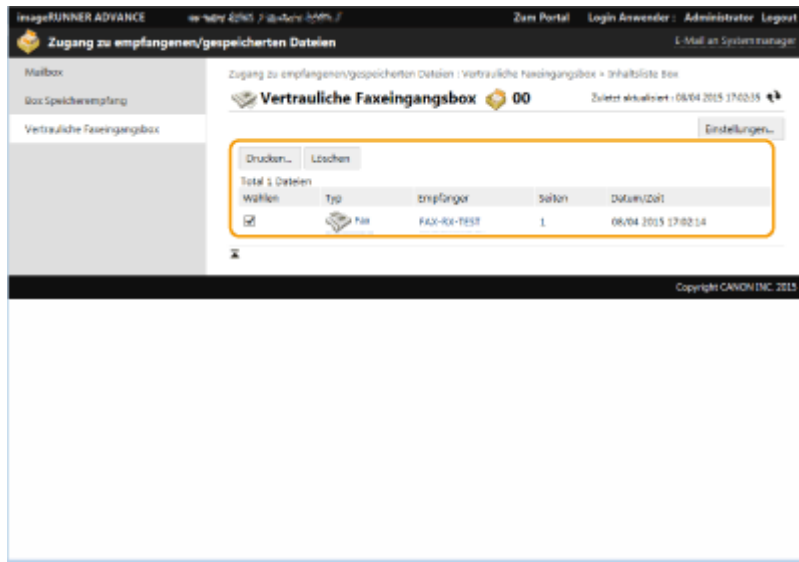 imageRUNNER ADVANCE Zum Portal Login Anwender : Administrator Logout
Zugang zu empfangenen/gespeicherten Dateien E-Mail an Systemmanager
Mailbox
Box Speicherempfang
Vertrauliche Faxeingangsbox
Zugang zu empfangenen/gespeicherten Dateien : Vertrauliche Faxeingangsbox > Inhaltsliste Box
Vertrauliche Faxeingangsbox 00 Zuletzt aktualisiert : 08/04 2015 17:02:35
Einstellungen...
Drucken... Löschen
Total 1 Dateien
Wählen Typ Empfänger Seiten Datum/Zeit
Fax FAX-RX-TEST 1 08/04 2015 17:02:14
Copyright CANON INC. 2015